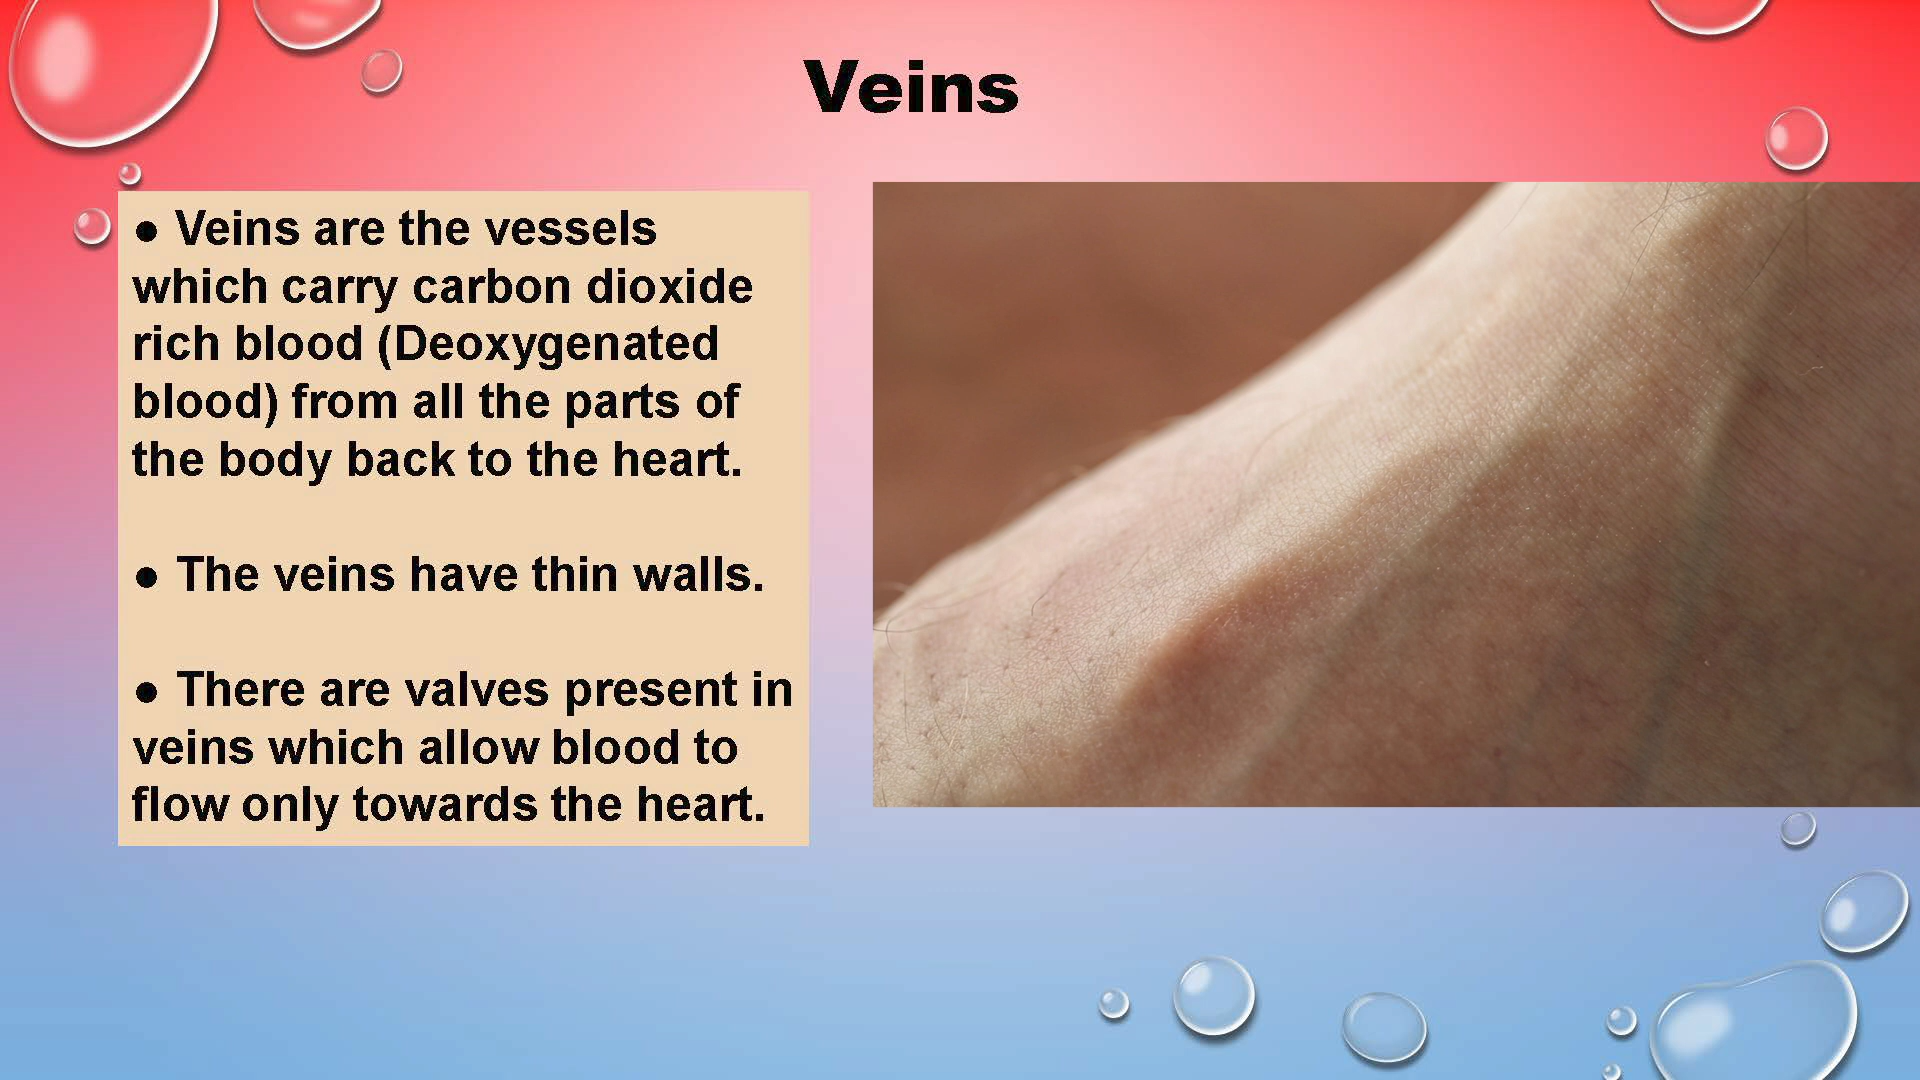 Veins
● Veins are the vessels
which carry carbon dioxide
rich blood (Deoxygenated
blood) from all the parts of
the body back to the heart.
● The veins have thin walls.
● There are valves present in
veins which allow blood to
flow only towards the heart.